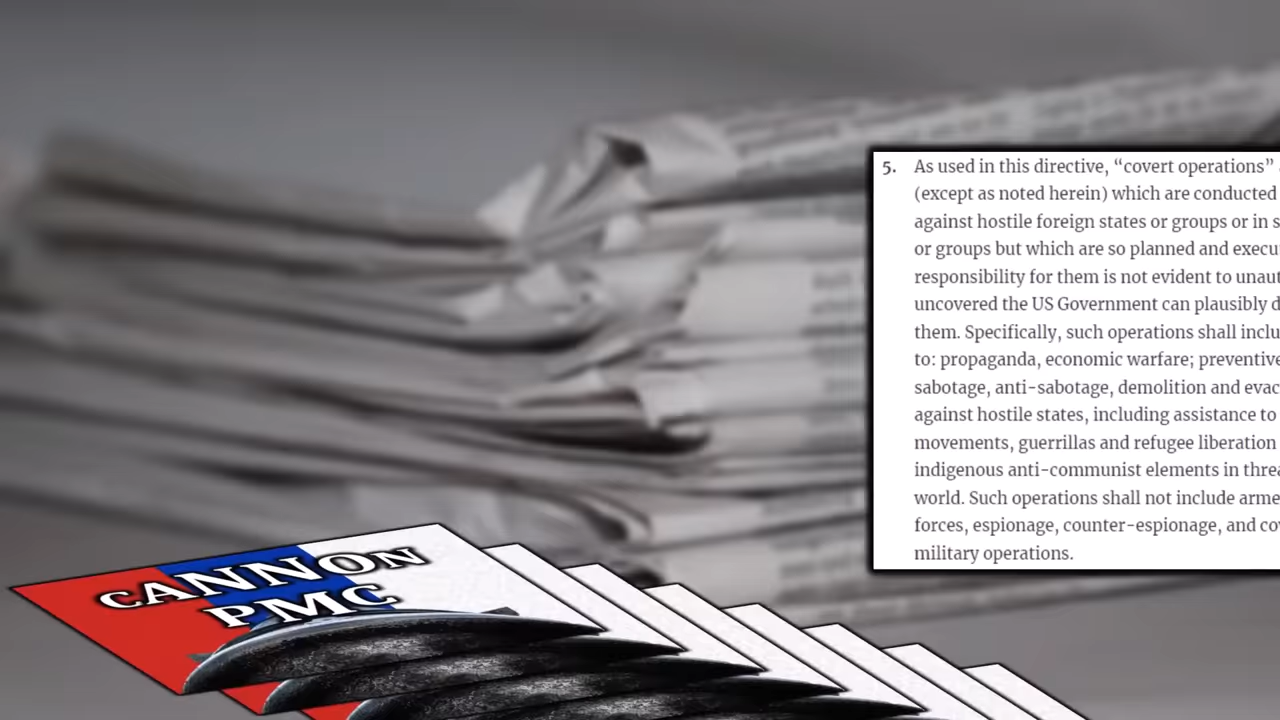 5. As used in this directive, “covert operations”
(except as noted herein) which are conducted
against hostile foreign states or groups or in s
or groups but which are so planned and execu
responsibility for them is not evident to unaut
uncovered the US Government can plausibly d
them. Specifically, such operations shall inclu
to: propaganda, economic warfare; preventive
sabotage, anti-sabotage, demolition and evac
against hostile states, including assistance to
movements, guerrillas and refugee liberation
indigenous anti-communist elements in threa
world. Such operations shall not include arme
forces, espionage, counter-espionage, and co
military operations.
CANNON
PMC